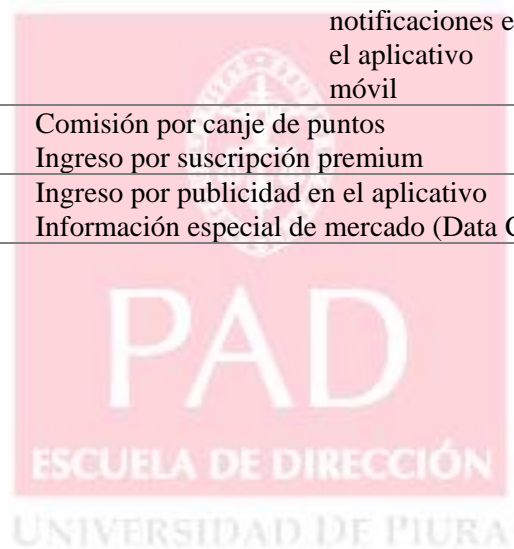 notificaciones e
el aplicativo
móvil
Comisión por canje de puntos
Ingreso por suscripción premium
Ingreso por publicidad en el aplicativo
Información especial de mercado (Data
PAD
ESCUELA DE DIRECCIÓN
UNIVERSIDAD DE PIURA